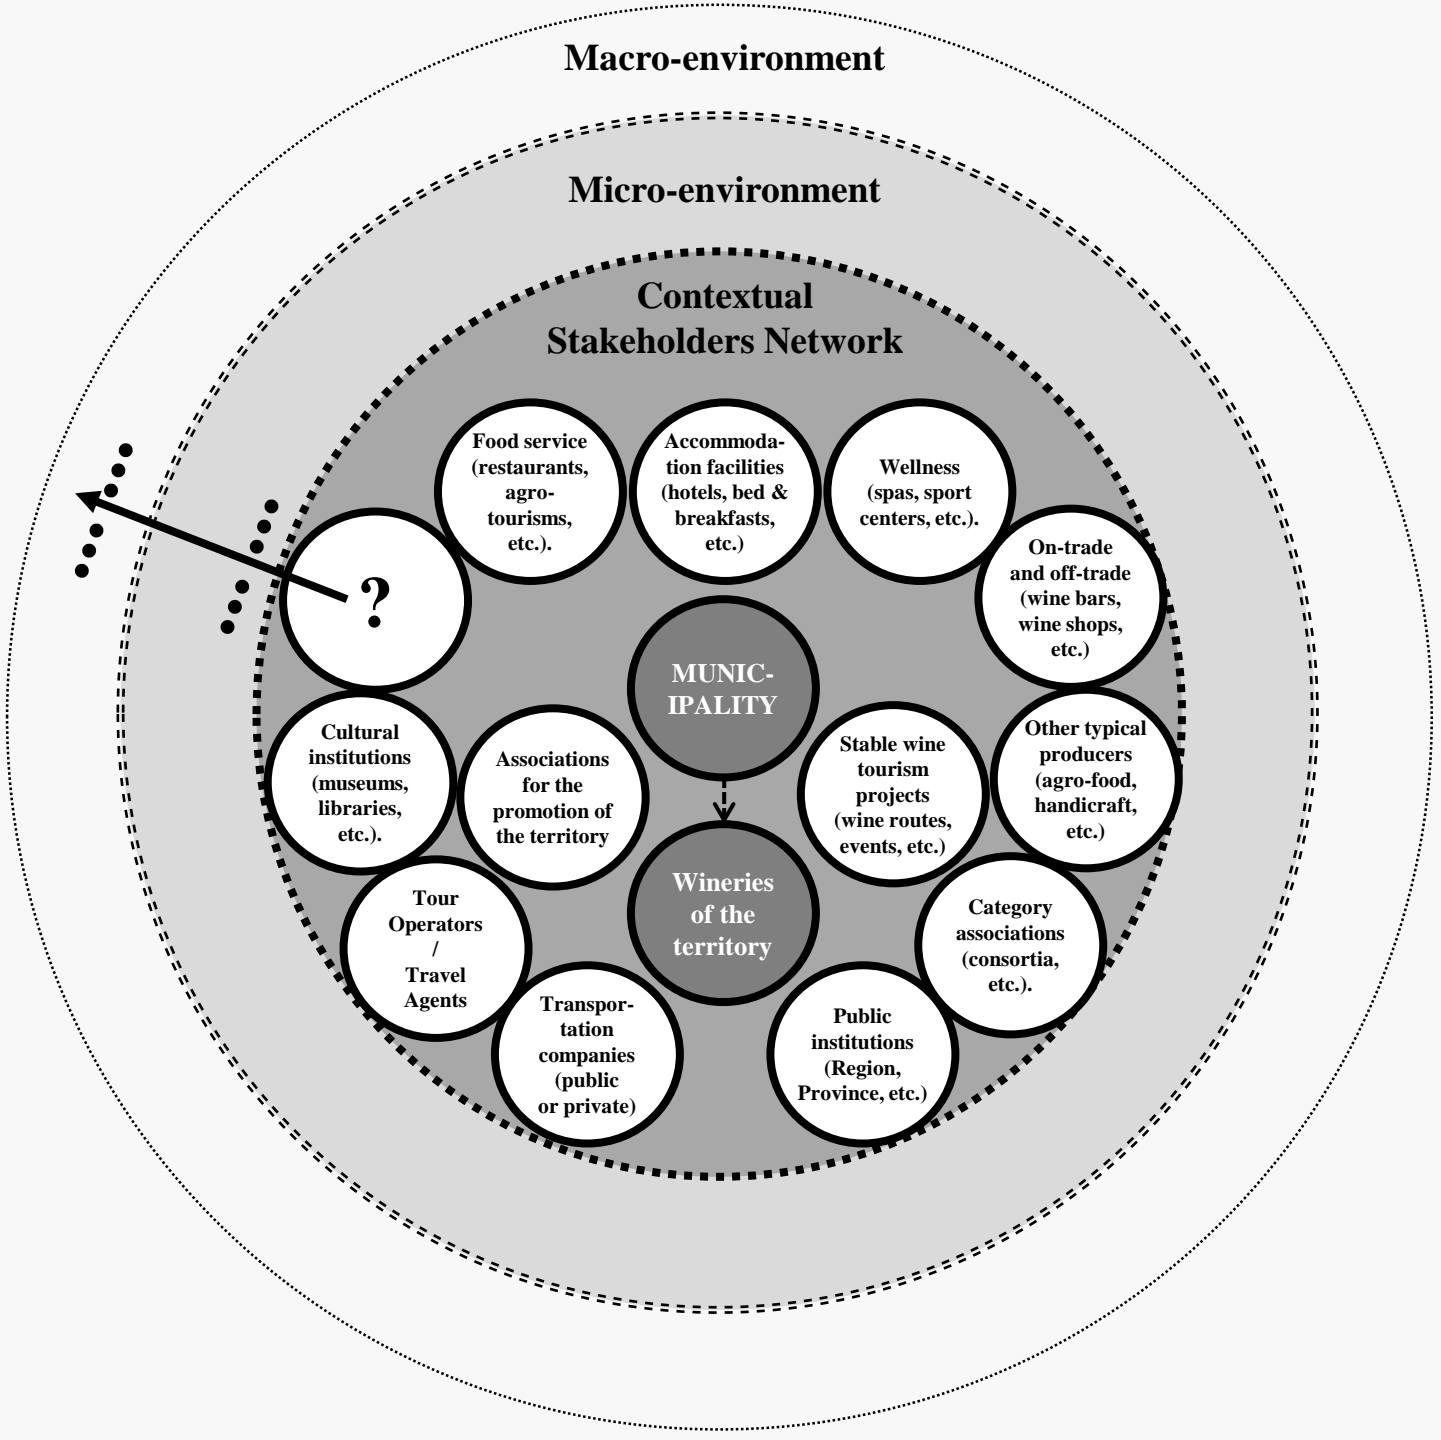 Macro-environment
Micro-environment
Contextual
Stakeholders Network
Food service
(restaurants,
agro-
tourisms,
etc.).
Accommoda-
tion facilities
(hotels, bed &
breakfasts,
etc.)
Wellness
(spas, sport
centers, etc.).
On-trade
and off-trade
(wine bars,
wine shops,
etc.)
?
MUNIC-
IPALITY
Cultural
institutions
(museums,
libraries,
etc.).
Associations
for the
promotion of
the territory
Stable wine
tourism
projects
(wine routes,
events, etc.)
Other typical
producers
(agro-food,
handicraft,
etc.)
Wineries
of the
territory
Tour
Operators
/
Travel
Agents
Category
associations
(consortia,
etc.).
Transpor-
tation
companies
(public
or private)
Public
institutions
(Region,
Province, etc.)